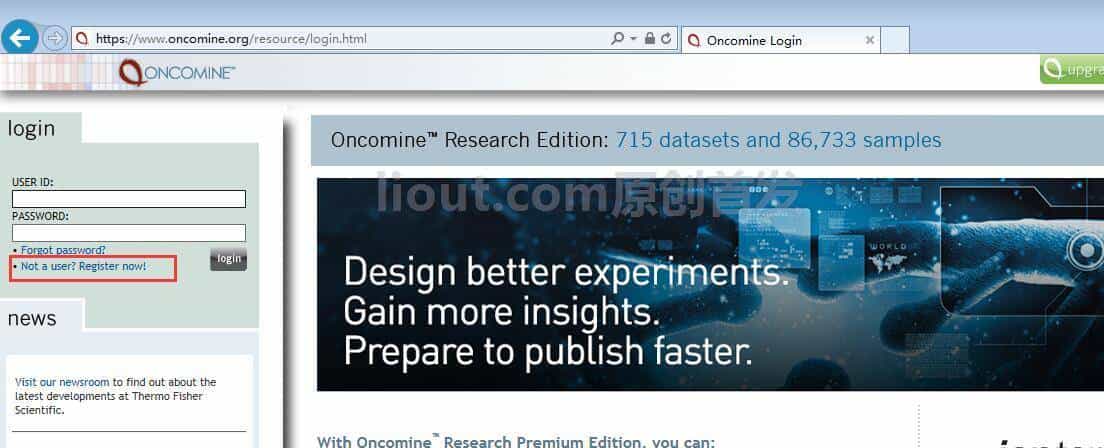 https://www.oncomine.org/resource/login.html
Oncomine Login
ONCOMINE™
login
USER ID:
PASSWORD:
• Forgot password?
• Not a user? Register now!
login
news
Visit our newsroom to find out about the
latest developments at Thermo Fisher
Scientific.
Oncomine™ Research Edition: 715 datasets and 86,733 samples
liout.com原创首发
WORLD
Design better experiments.
Gain more insights.
Prepare to publish faster.
With Oncomine™ Research Premium Edition, you can: